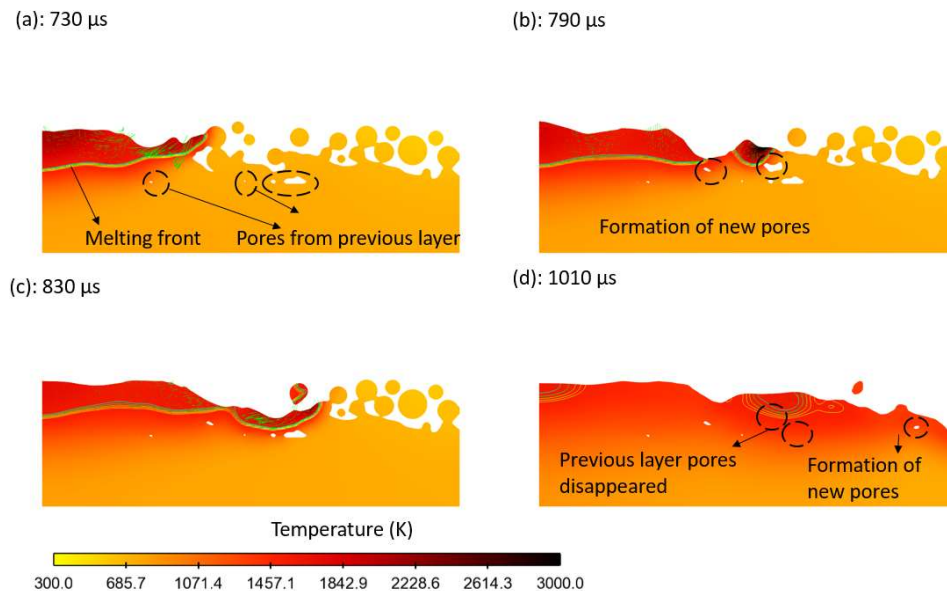 (a): 730 µs
(b): 790 µs
Melting front
Pores from previous layer
Formation of new pores
(c): 830 µs
(d): 1010 µs
Previous layer pores
disappeared
Formation of
new pores
Temperature (K)
300.0 685.7 1071.4 1457.1 1842.9 2228.6 2614.3 3000.0